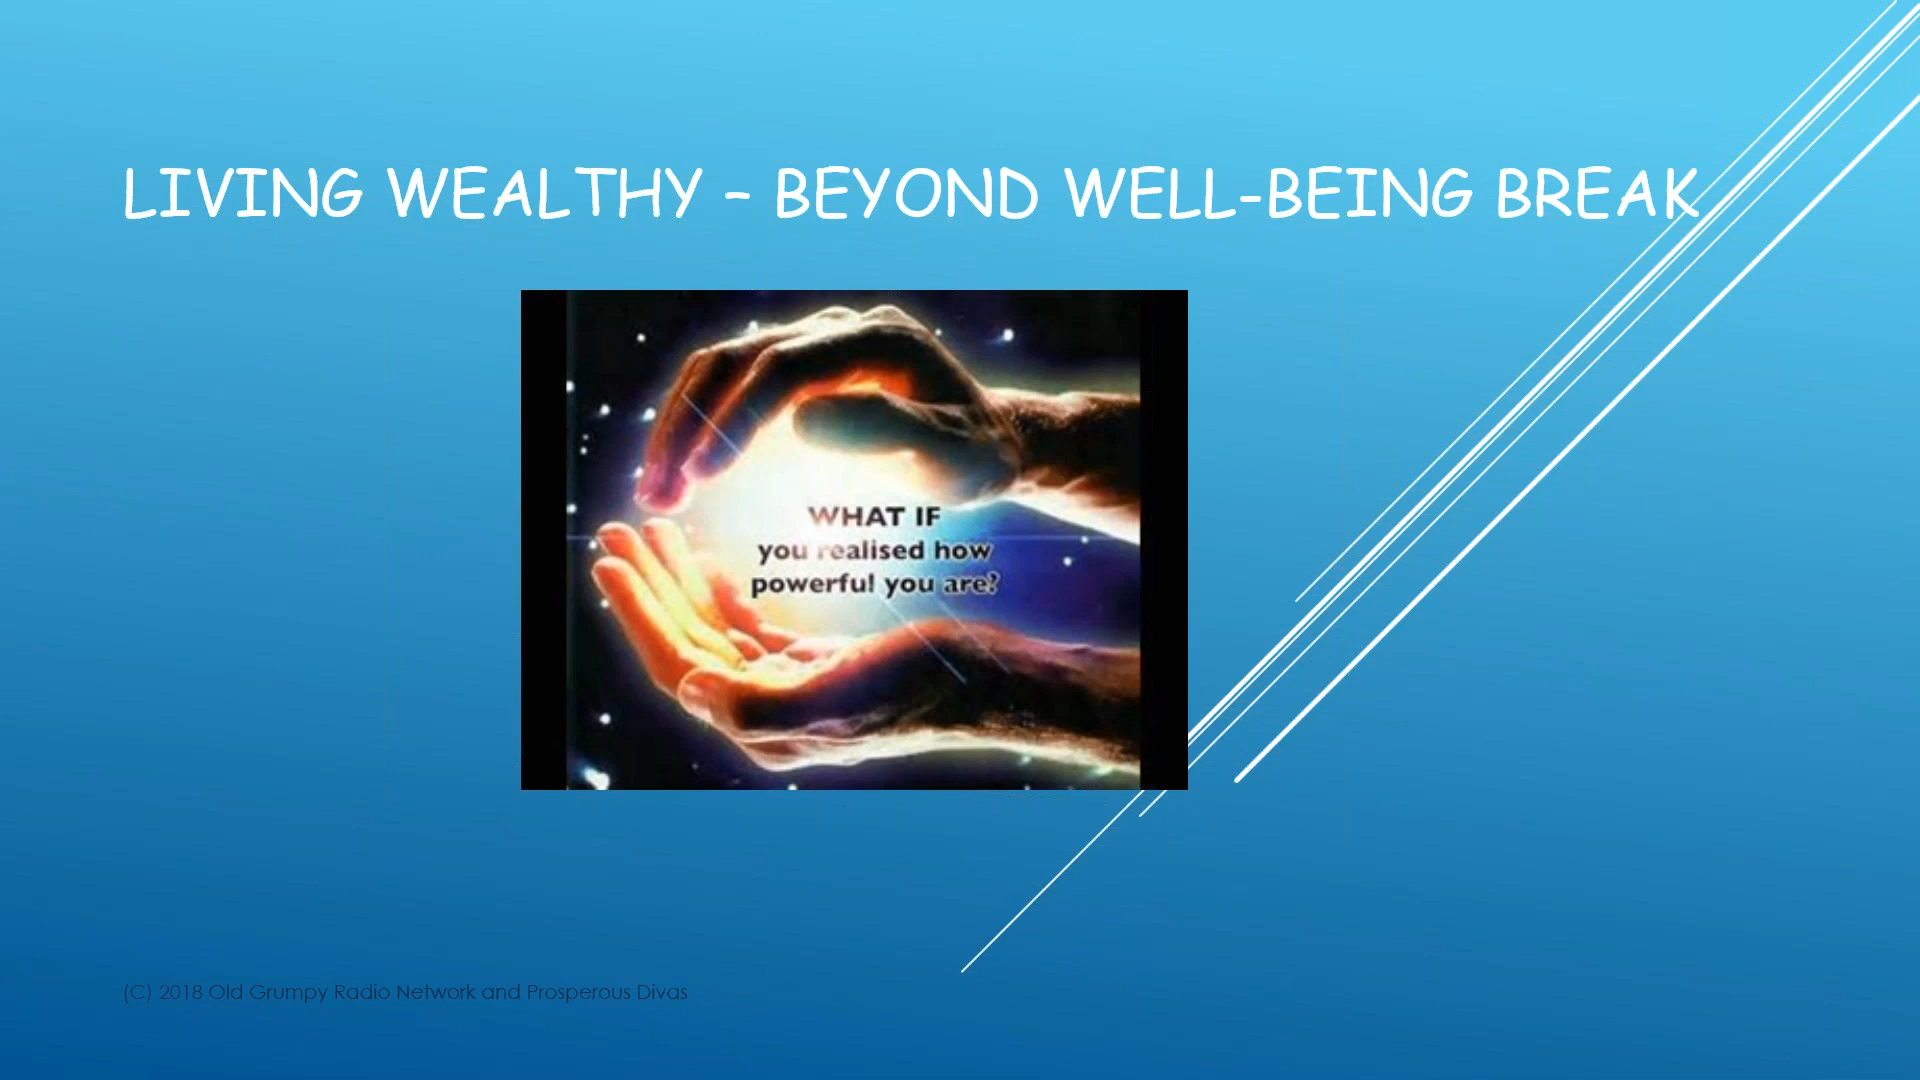 LIVING WEALTHY – BEYOND WELL-BEING BREAK
WHAT IF
you realised how
powerful you are?
(C) 2018 Old Grumpy Radio Network and Prosperous Divas